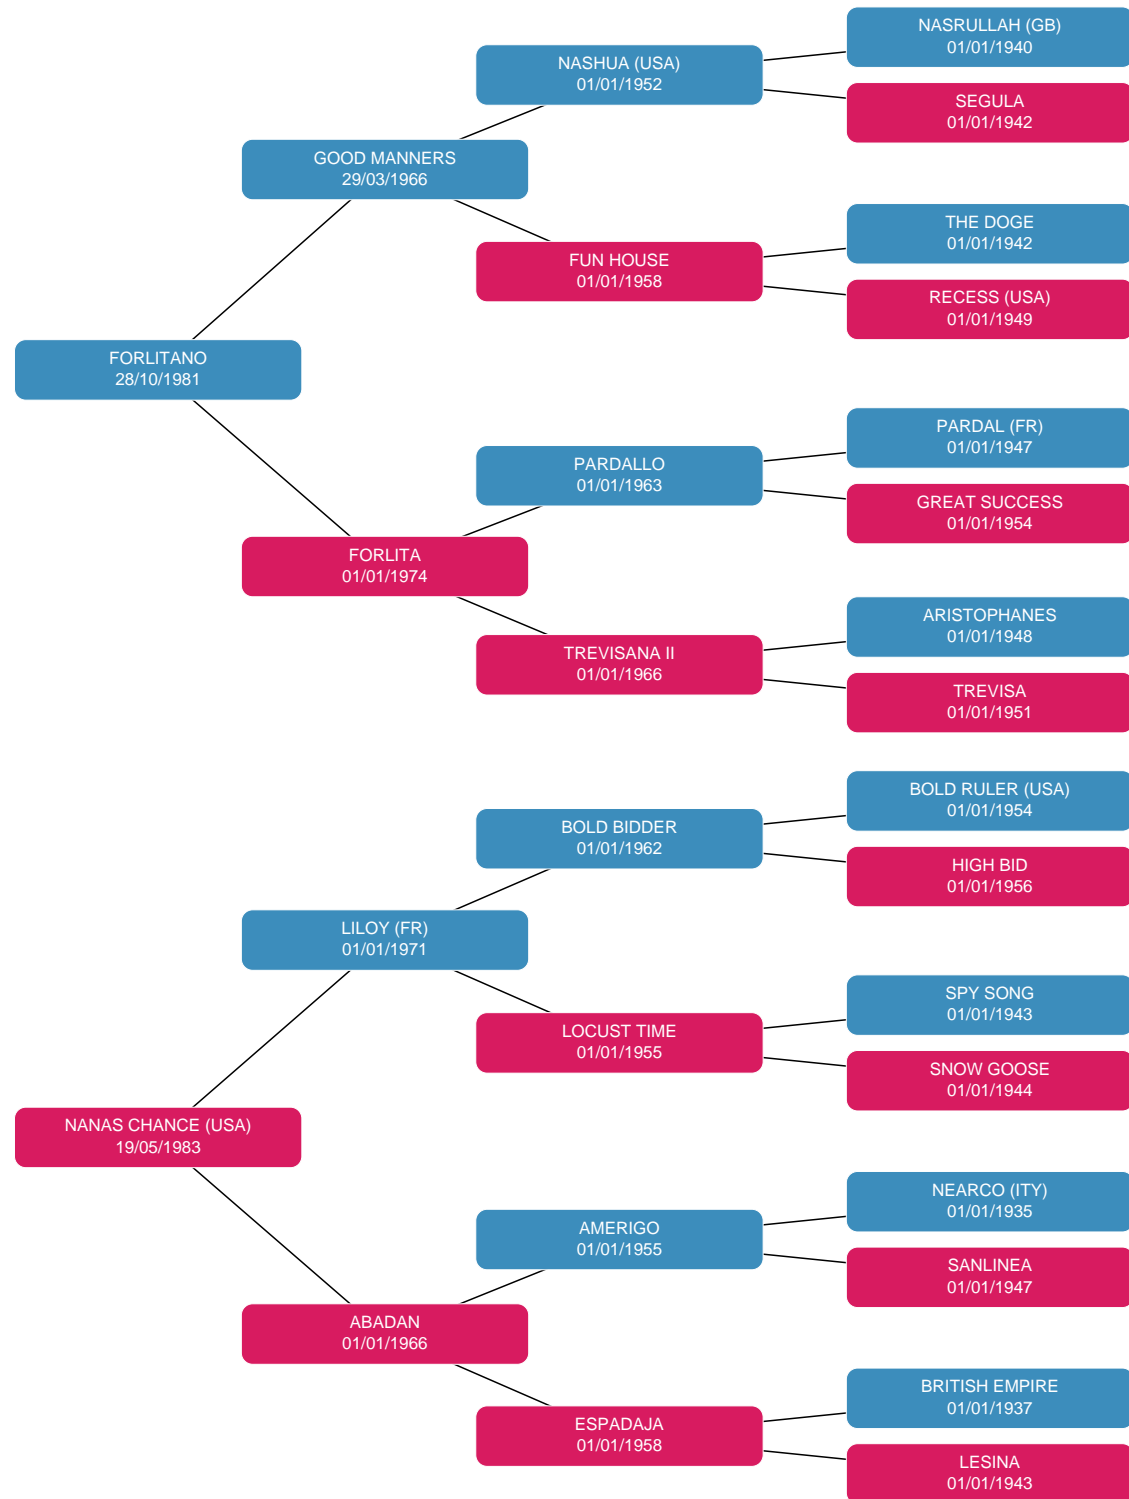 NASRULLAH (GB)
01/01/1940
NASHUA (USA)
01/01/1952
SEGULA
01/01/1942
GOOD MANNERS
29/03/1966
THE DOGE
01/01/1942
FUN HOUSE
01/01/1958
RECESS (USA)
01/01/1949
FORLITANO
28/10/1981
PARDAL (FR)
01/01/1947
PARDALLO
01/01/1963
GREAT SUCCESS
01/01/1954
FORLITA
01/01/1974
ARISTOPHANES
01/01/1948
TREVISANA II
01/01/1966
TREVISA
01/01/1951
BOLD RULER (USA)
01/01/1954
BOLD BIDDER
01/01/1962
HIGH BID
01/01/1956
LILOY (FR)
01/01/1971
SPY SONG
01/01/1943
LOCUST TIME
01/01/1955
SNOW GOOSE
01/01/1944
NANAS CHANCE (USA)
19/05/1983
NEARCO (ITY)
01/01/1935
AMERIGO
01/01/1955
SANLINEA
01/01/1947
ABADAN
01/01/1966
BRITISH EMPIRE
01/01/1937
ESPADAJA
01/01/1958
LESINA
01/01/1943